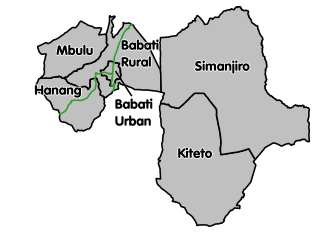 Mbulu
Babati
Rural
Simanjiro
Hanang
Babati
Urban
Kiteto